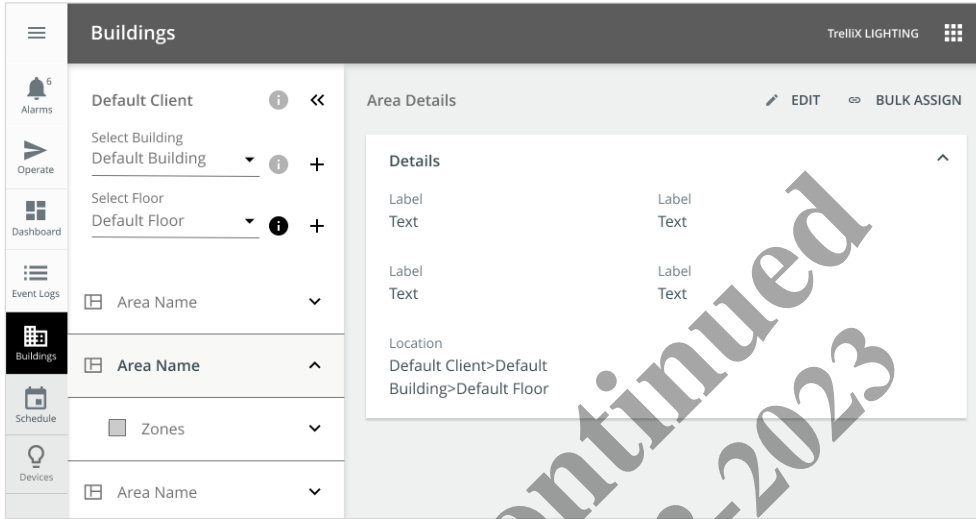 Buildings
TrelliX LIGHTING
6
Alarms
Operate
Dashboard
Event Logs
Buildings
Schedule
Devices
Default Client
Select Building
Default Building
Select Floor
Default Floor
Area Name
Area Name
Zones
Area Name
Area Details
EDIT
BULK ASSIGN
Details
Label
Text
Label
Text
Label
Text
Label
Text
Location
Default Client>Default
Building>Default Floor
ontinued
-2023